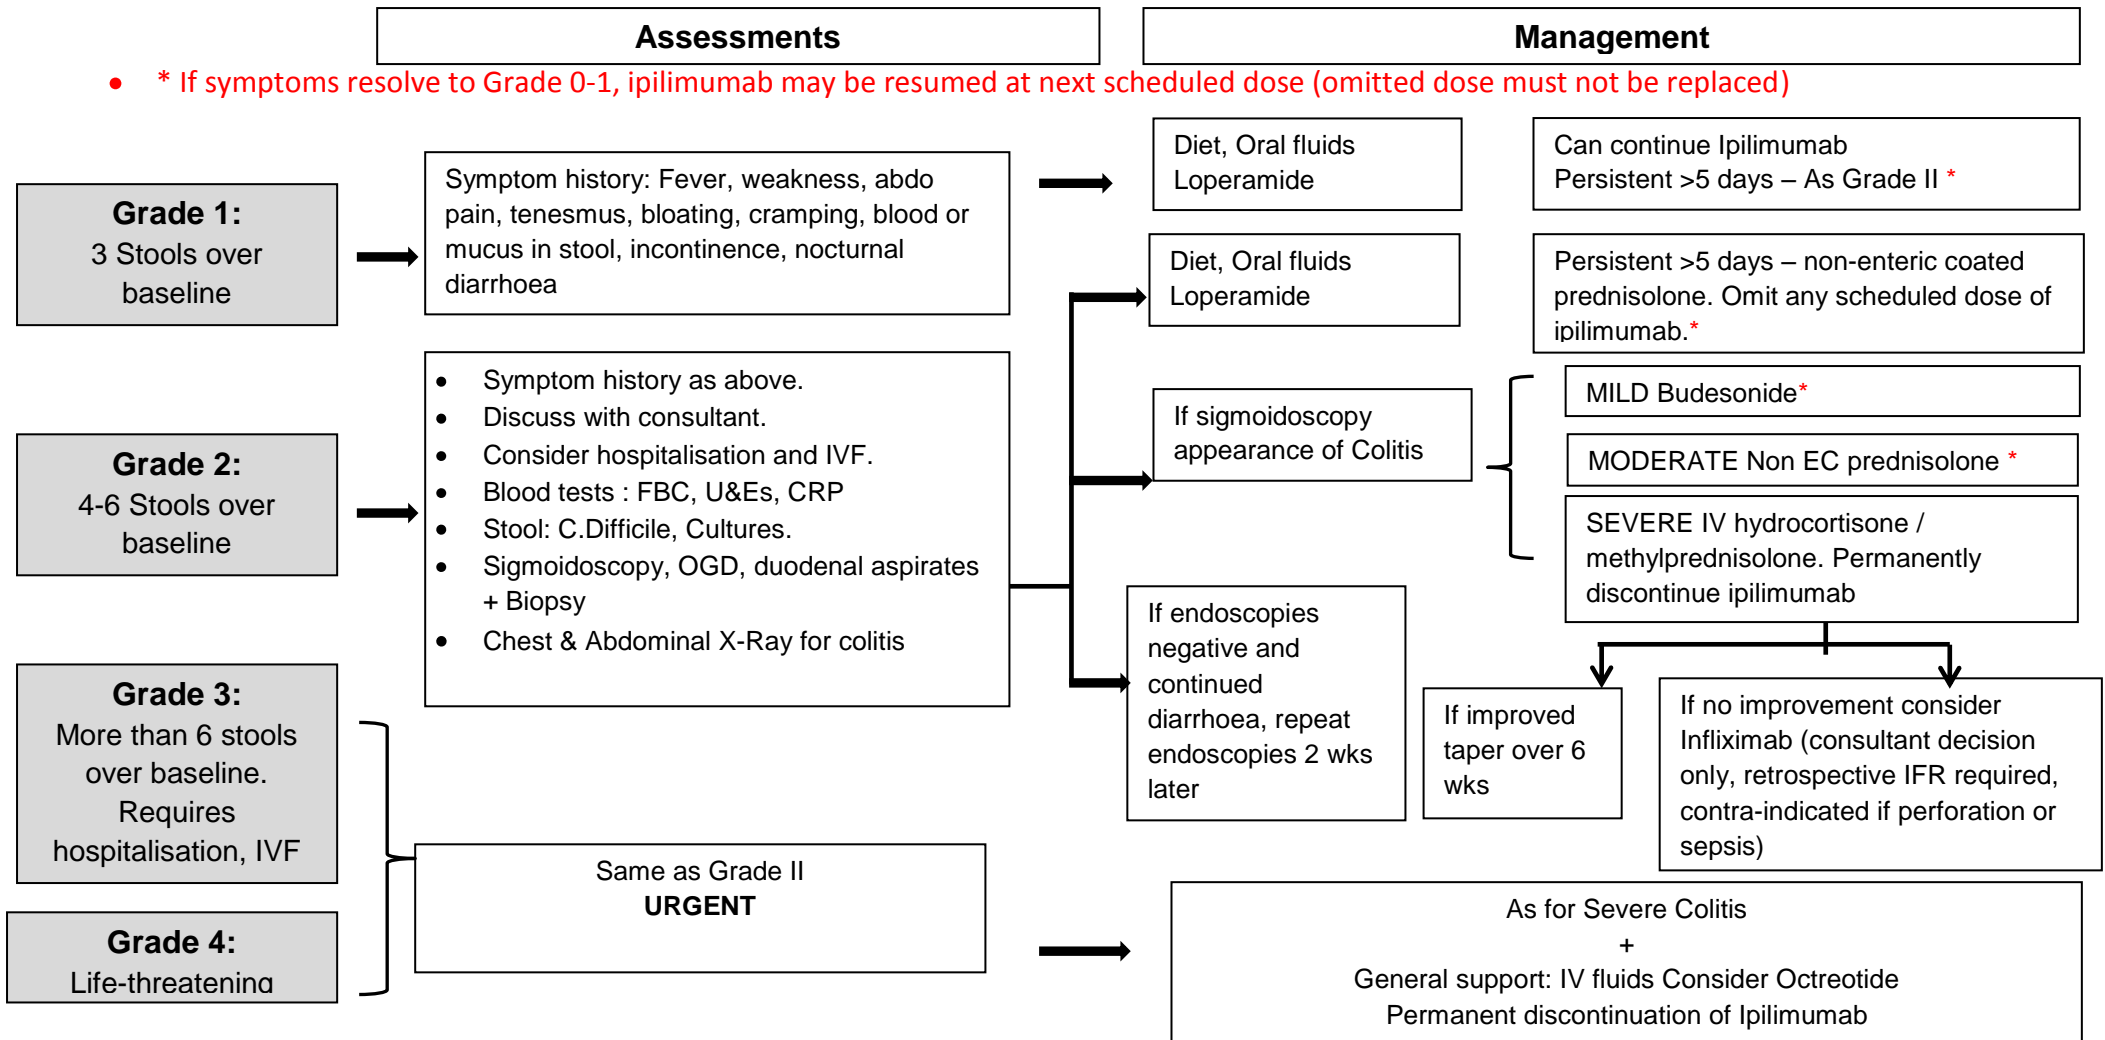 Assessments
Management
• * If symptoms resolve to Grade 0-1, ipilimumab may be resumed at next scheduled dose (omitted dose must not be replaced)
Grade 1:
3 Stools over
baseline
Symptom history: Fever, weakness, abdo
pain, tenesmus, bloating, cramping, blood or
mucus in stool, incontinence, nocturnal
diarrhoea
Diet, Oral fluids
Loperamide
Can continue Ipilimumab
Persistent >5 days – As Grade II *
Grade 2:
4-6 Stools over
baseline
• Symptom history as above.
• Discuss with consultant.
• Consider hospitalisation and IVF.
• Blood tests : FBC, U&Es, CRP
• Stool: C.Difficile, Cultures.
• Sigmoidoscopy, OGD, duodenal aspirates
+ Biopsy
• Chest & Abdominal X-Ray for colitis
Diet, Oral fluids
Loperamide
Persistent >5 days – non-enteric coated
prednisolone. Omit any scheduled dose of
ipilimumab.*
If sigmoidoscopy
appearance of Colitis
MILD Budesonide*
MODERATE Non EC prednisolone *
SEVERE IV hydrocortisone /
methylprednisolone. Permanently
discontinue ipilimumab
If endoscopies
negative and
continued
diarrhoea, repeat
endoscopies 2 wks
later
If improved
taper over 6
wks
If no improvement consider
Infliximab (consultant decision
only, retrospective IFR required,
contra-indicated if perforation or
sepsis)
Grade 3:
More than 6 stools
over baseline.
Requires
hospitalisation, IVF
Grade 4:
Life-threatening
Same as Grade II
URGENT
As for Severe Colitis
+
General support: IV fluids Consider Octreotide
Permanent discontinuation of Ipilimumab